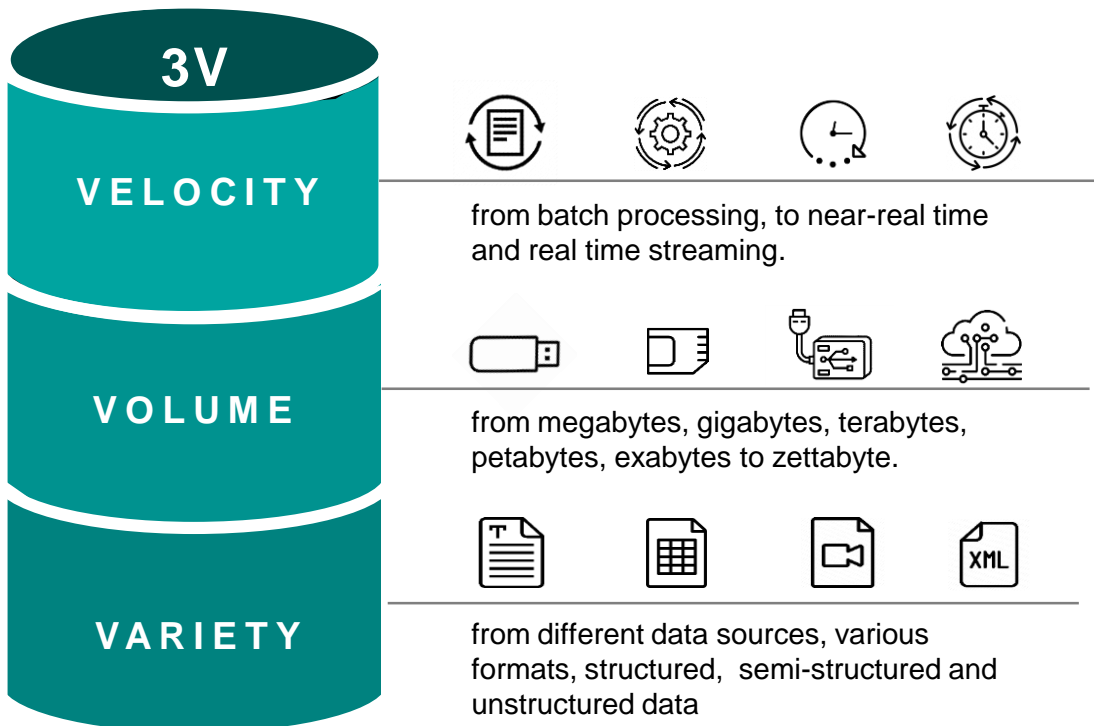 3V
VELOCITY
from batch processing, to near-real time
and real time streaming.
VOLUME
from megabytes, gigabytes, terabytes,
petabytes, exabytes to zettabyte.
T
XML
VARIETY
from different data sources, various
formats, structured,  semi-structured and
unstructured data